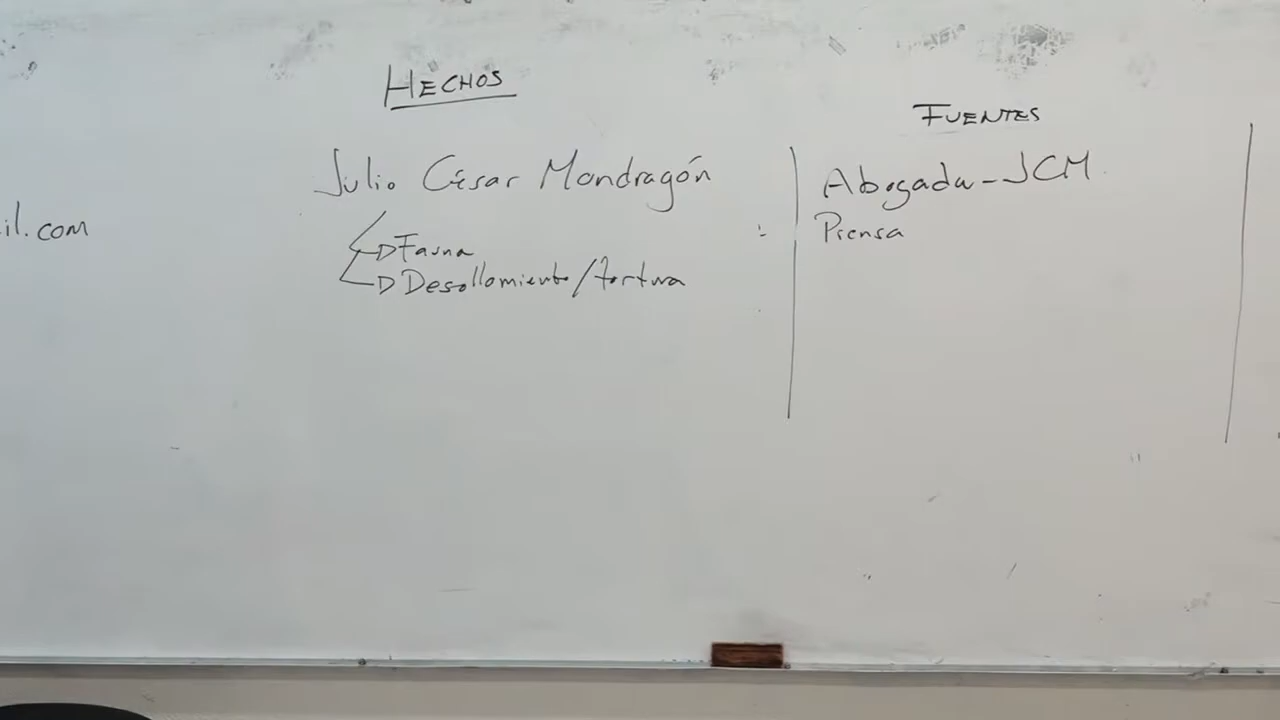 HECHOS
FUENTES
Julio César Mondragón
Abogada-JCM
il.com
Prensa
Fauna
Desollamiento/tortura